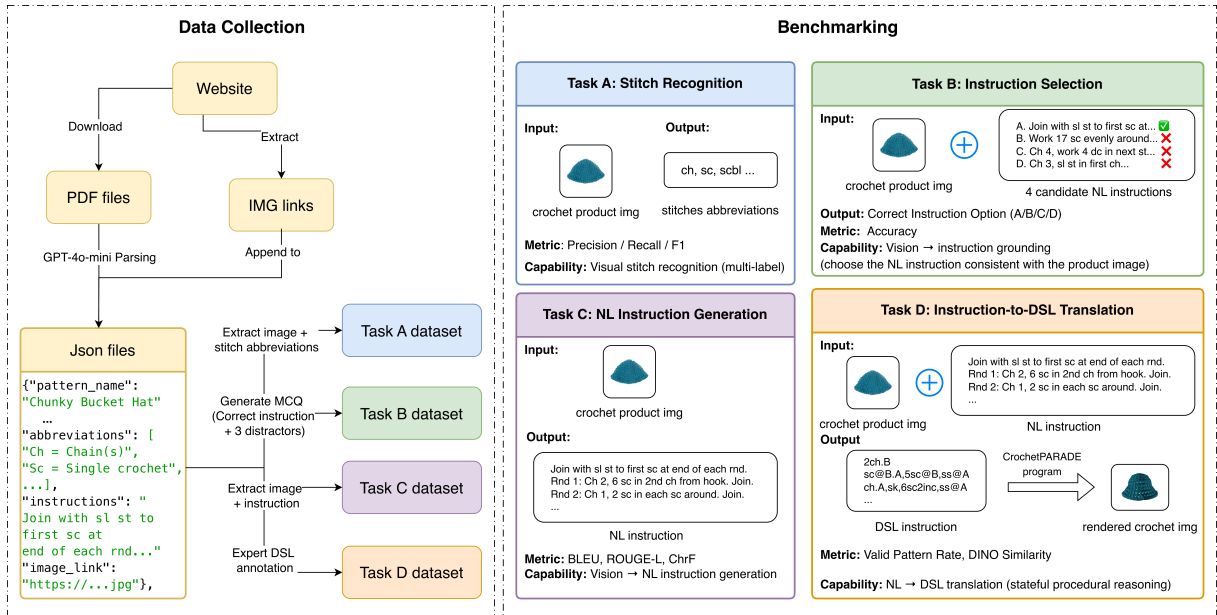 Data Collection
Website
Download
Extract
PDF files
IMG links
GPT-4o-mini Parsing
Append to
Json files
{"pattern_name":
"Chunky Bucket Hat"
...
"abbreviations": [
"Ch = Chain(s)",
"Sc = Single crochet",
...],
"instructions": "
Join with sl st to
first sc at
end of each rnd..."
"image_link":
"https://...jpg"},
Extract image +
stitch abbreviations
Task A dataset
Generate MCQ
(Correct instruction
+ 3 distractors)
Task B dataset
Extract image
+ instruction
Task C dataset
Expert DSL
annotation
Task D dataset
Benchmarking
Task A: Stitch Recognition
Input:
Output:
ch, sc, scbl ...
crochet product img
stitches abbreviations
Metric: Precision / Recall / F1
Capability: Visual stitch recognition (multi-label)
Task B: Instruction Selection
Input:
A. Join with sl st to first sc at... ✅
B. Work 17 sc evenly around... ❌
C. Ch 4, work 4 dc in next st... ❌
D. Ch 3, sl st in first ch... ❌
crochet product img
4 candidate NL instructions
Output: Correct Instruction Option (A/B/C/D)
Metric: Accuracy
Capability: Vision → instruction grounding
(choose the NL instruction consistent with the product image)
Task C: NL Instruction Generation
Input:
crochet product img
Output:
Join with sl st to first sc at end of each rnd.
Rnd 1: Ch 2, 6 sc in 2nd ch from hook. Join.
Rnd 2: Ch 1, 2 sc in each sc around. Join.
...
NL instruction
Metric: BLEU, ROUGE-L, ChrF
Capability: Vision → NL instruction generation
Task D: Instruction-to-DSL Translation
Input:
Join with sl st to first sc at end of each rnd.
Rnd 1: Ch 2, 6 sc in 2nd ch from hook. Join.
Rnd 2: Ch 1, 2 sc in each sc around. Join.
...
crochet product img
NL instruction
Output
2ch.B
sc@B.A,5sc@B,ss@A
ch.A,sk,6sc2inc,ss@A
...
CrochetPARADE
program
DSL instruction
rendered crochet img
Metric: Valid Pattern Rate, DINO Similarity
Capability: NL → DSL translation (stateful procedural reasoning)